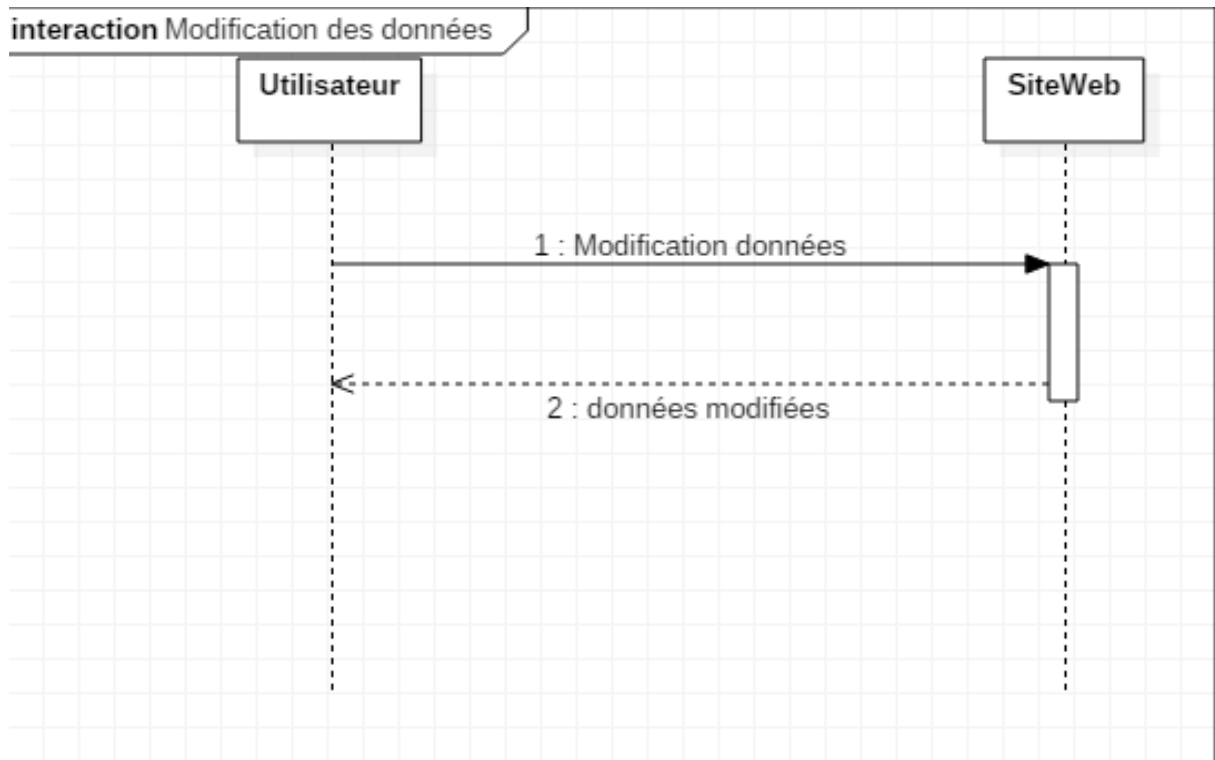 interaction Modification des données
Utilisateur
SiteWeb
1 : Modification données
2 : données modifiées